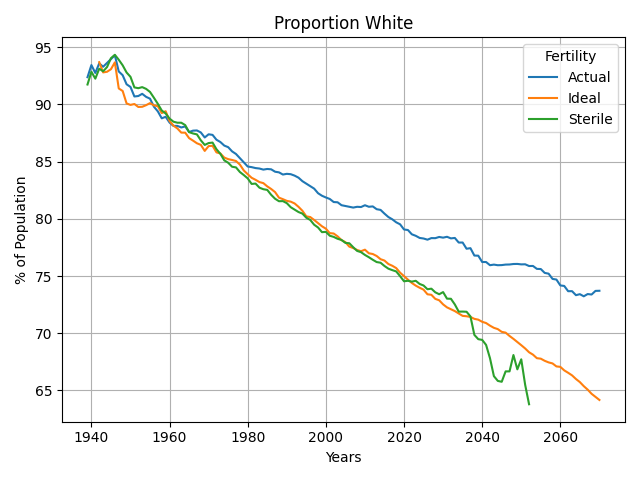 Proportion White
% of Population
95
90
85
80
75
70
65
Fertility
Actual
Ideal
Sterile
1940 1960 1980 2000 2020 2040 2060
Years